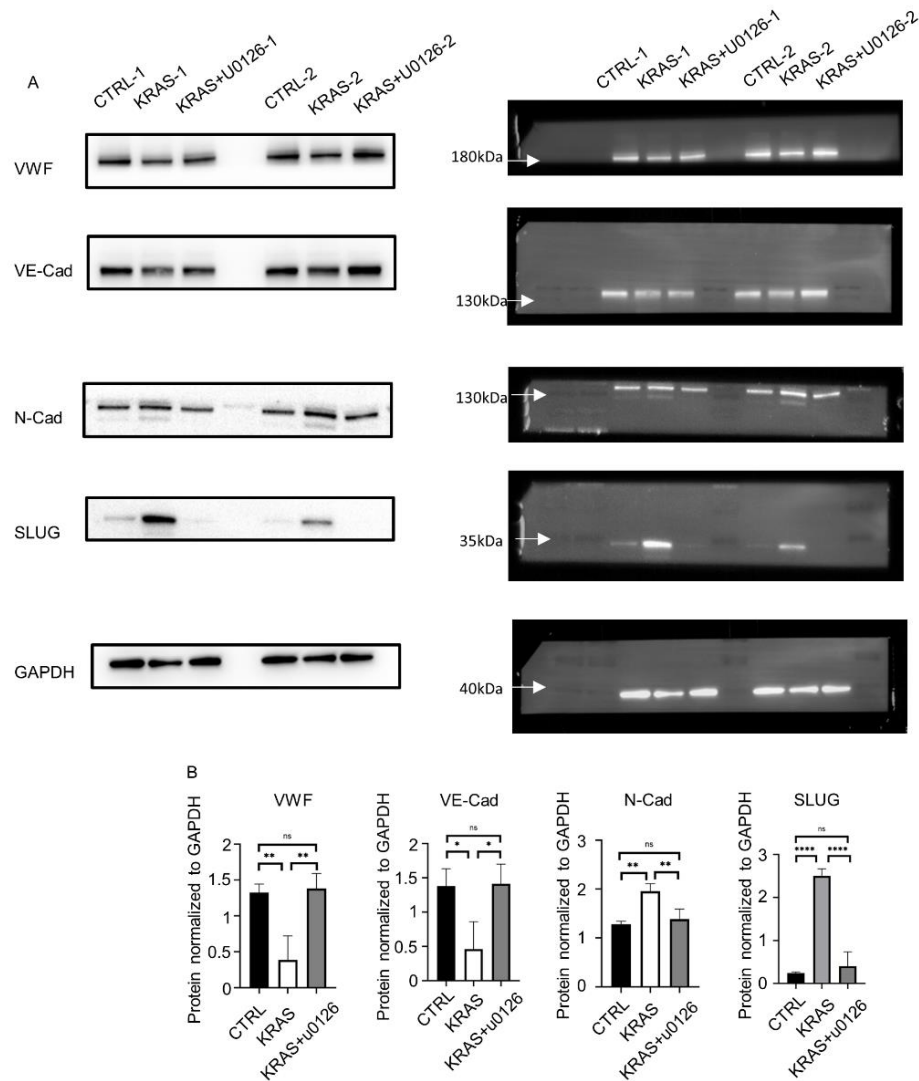 A
CTRL-1 KRAS-1 KRAS+U0126-1 CTRL-2 KRAS-2 KRAS+U0126-2
CTRL-1 KRAS-1 KRAS+U0126-1 CTRL-2 KRAS-2 KRAS+U0126-2
VWF
180kDa
VE-Cad
130kDa
N-Cad
130kDa
SLUG
35kDa
GAPDH
40kDa
B
VWF
Protein normalized to GAPDH
2
1.5
1
0.5
0
ns
** **
CTRL KRAS KRAS+u0126
VE-Cad
Protein normalized to GAPDH
2
1.5
1
0.5
0
ns
* *
CTRL KRAS KRAS+u0126
N-Cad
Protein normalized to GAPDH
3
2
1
0
ns
** **
CTRL KRAS KRAS+u0126
SLUG
Protein normalized to GAPDH
3
2
1
0
ns
**** ****
CTRL KRAS KRAS+u0126